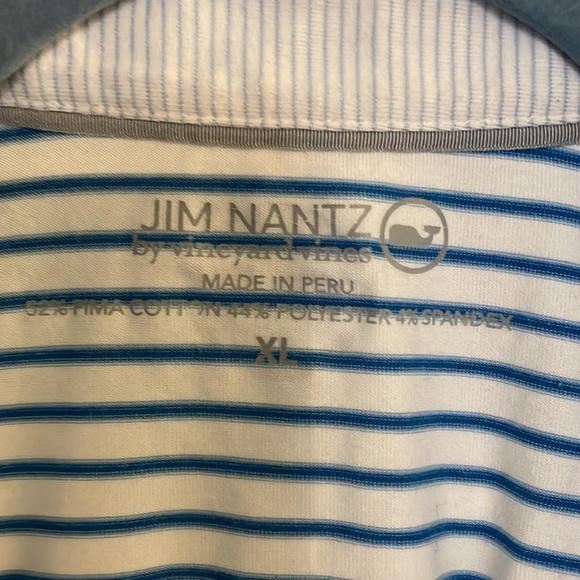 JIM NANTZ
by vineyard vines
MADE IN PERU
52% PIMA COTTON 44% POLYESTER 4% SPANDEX
XL